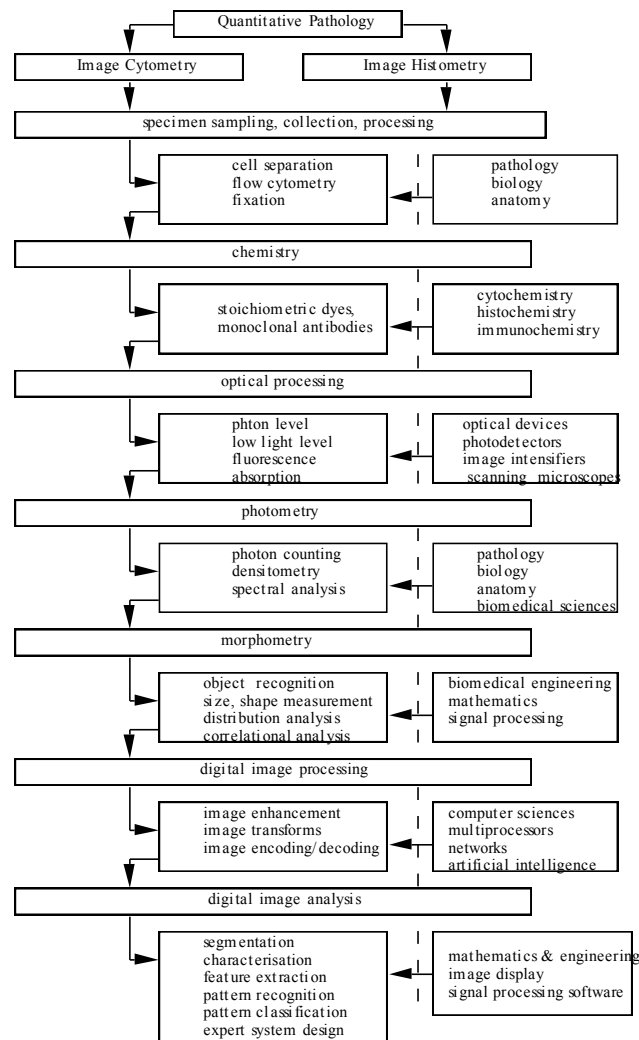 Quantitative Pathology
Image Cytometry
Image Histometry
specimen sampling, collection, processing
cell separation
flow cytometry
fixation
pathology
biology
anatomy
chemistry
stoichiometric dyes,
monoclonal antibodies
cytochemistry
histochemistry
immunochemistry
optical processing
phton level
low light level
fluorescence
absorption
optical devices
photodetectors
image intensifiers
scanning microscopes
photometry
photon counting
densitometry
spectral analysis
pathology
biology
anatomy
biomedical sciences
morphometry
object recognition
size, shape measurement
distribution analysis
correlational analysis
biomedical engineering
mathematics
signal processing
digital image processing
image enhancement
image transforms
image encoding/decoding
computer sciences
multiprocessors
networks
artificial intelligence
digital image analysis
segmentation
characterisation
feature extraction
pattern recognition
pattern classification
expert system design
mathematics & engineering
image display
signal processing software